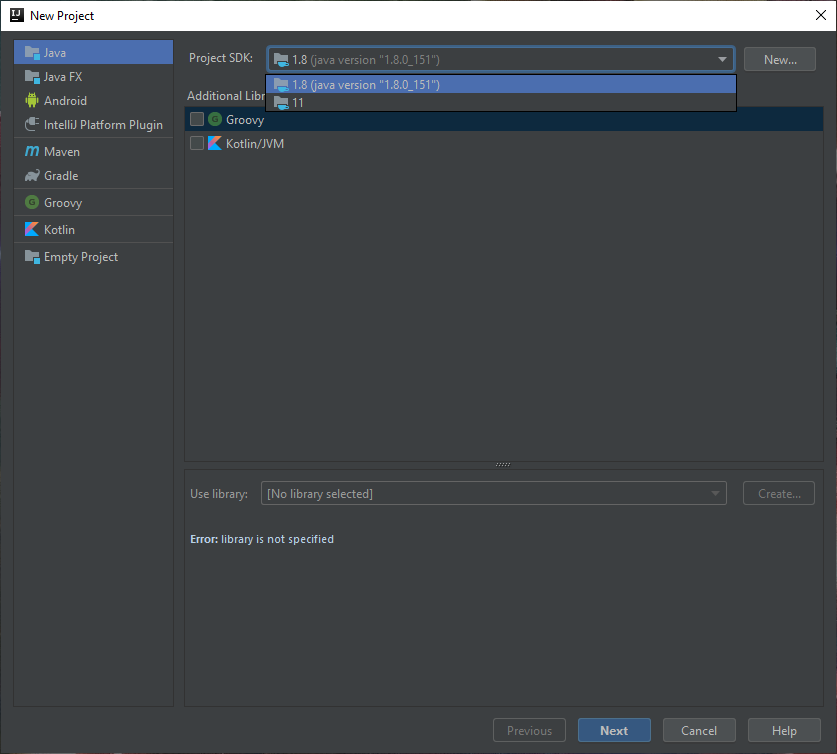 New Project
Java
Java FX
Android
IntelliJ Platform Plugin
Maven
Gradle
Groovy
Kotlin
Empty Project
Project SDK:
1.8 (java version "1.8.0_151")
New...
1.8 (java version "1.8.0_151")
11
Additional Libr
Groovy
Kotlin/JVM
Use library:
[No library selected]
Create...
Error: library is not specified
Previous
Next
Cancel
Help